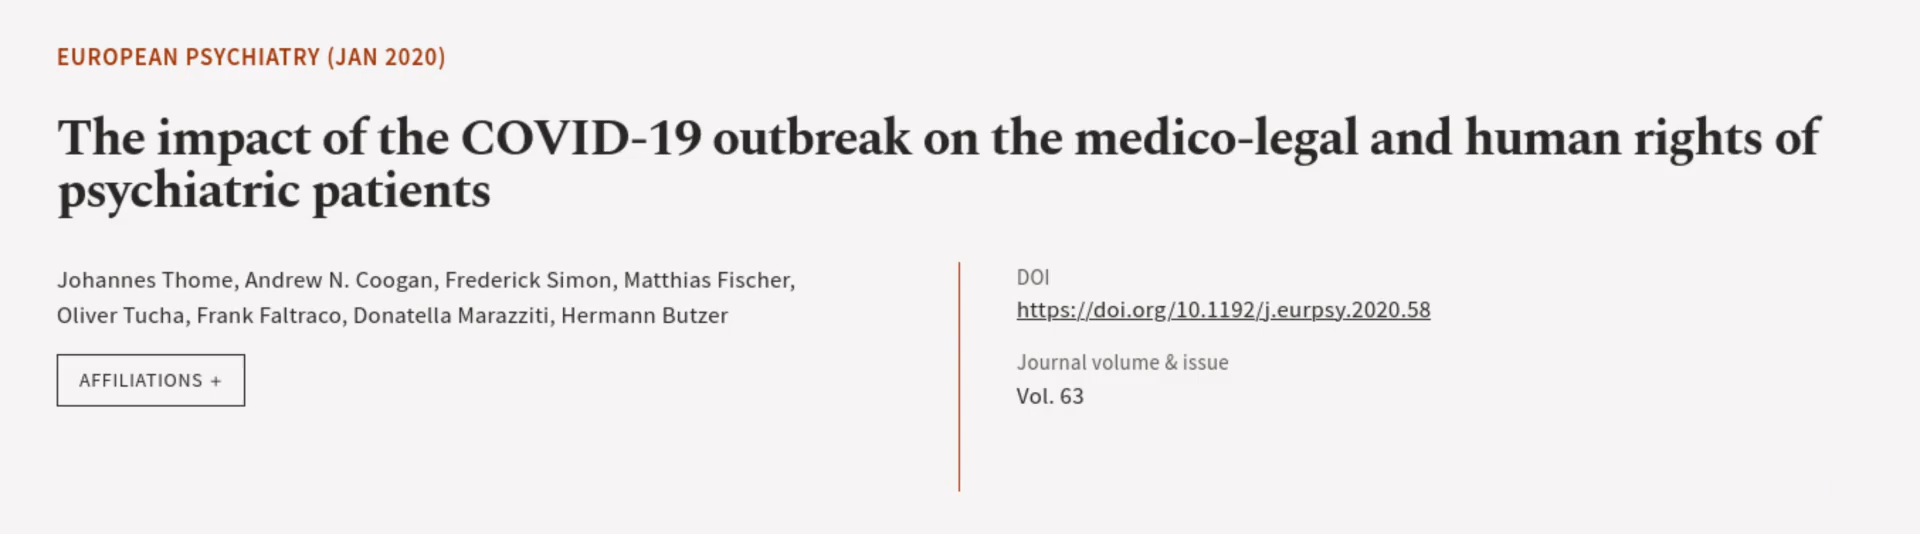 EUROPEAN PSYCHIATRY (JAN 2020)
The impact of the COVID-19 outbreak on the medico-legal and human rights of
psychiatric patients
Johannes Thome, Andrew N. Coogan, Frederick Simon, Matthias Fischer,
Oliver Tucha, Frank Faltraco, Donatella Marazziti, Hermann Butzer
AFFILIATIONS +
DOI
https://doi.org/10.1192/j.eurpsy.2020.58
Journal volume & issue
Vol. 63